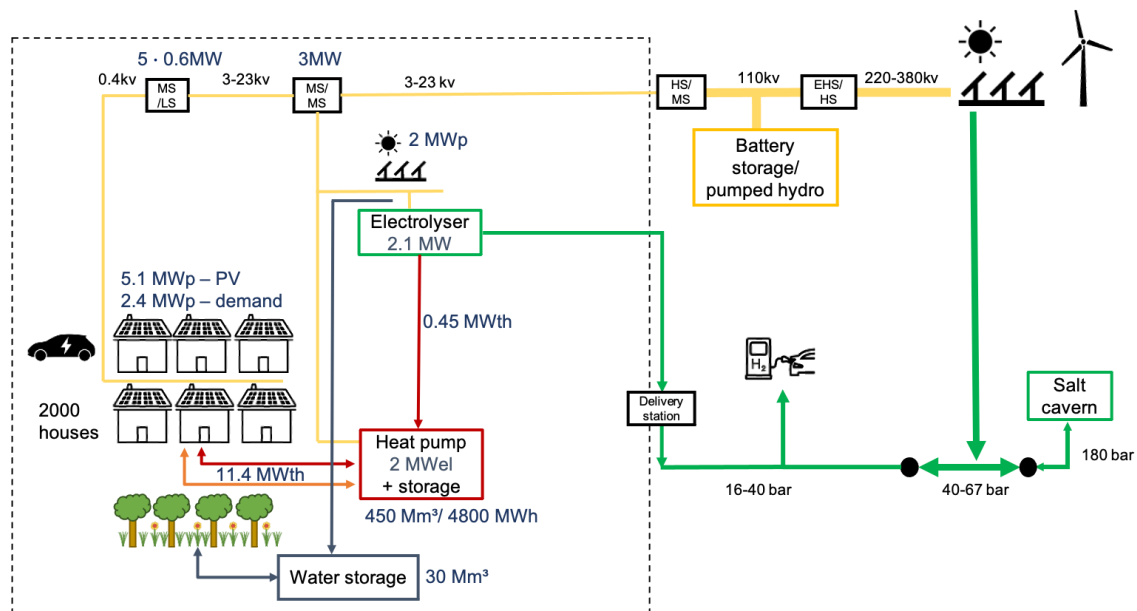 5 · 0.6MW
3MW
0.4kv
3-23kv
3-23 kv
110kv
220-380kv
MS
/LS
MS/
MS
HS/
MS
EHS/
HS
2 MWp
Battery
storage/
pumped hydro
Electrolyser
2.1 MW
5.1 MWp – PV
2.4 MWp – demand
0.45 MWth
H2
2000
houses
Delivery
station
Salt
cavern
Heat pump
2 MWel
+ storage
11.4 MWth
180 bar
16-40 bar
40-67 bar
450 Mm³/ 4800 MWh
Water storage
30 Mm³